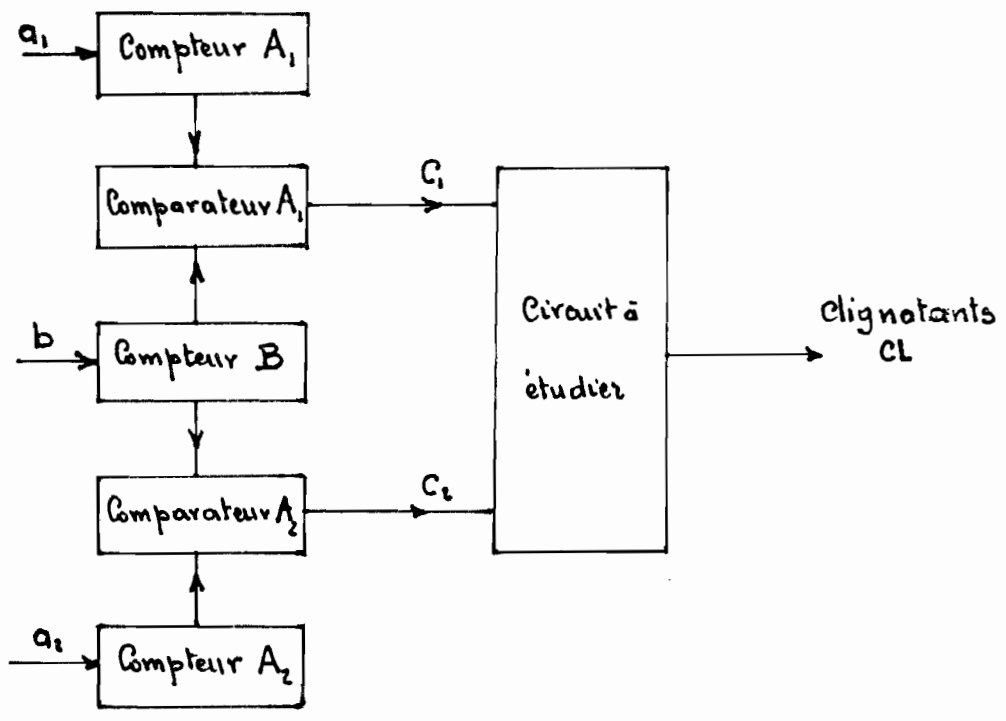 a₁
Compteur A₁
Comparateur A₁
C₁
b
Compteur B
Circuit à
étudier
Clignotants
CL
Comparateur A₂
C₂
a₂
Compteur A₂